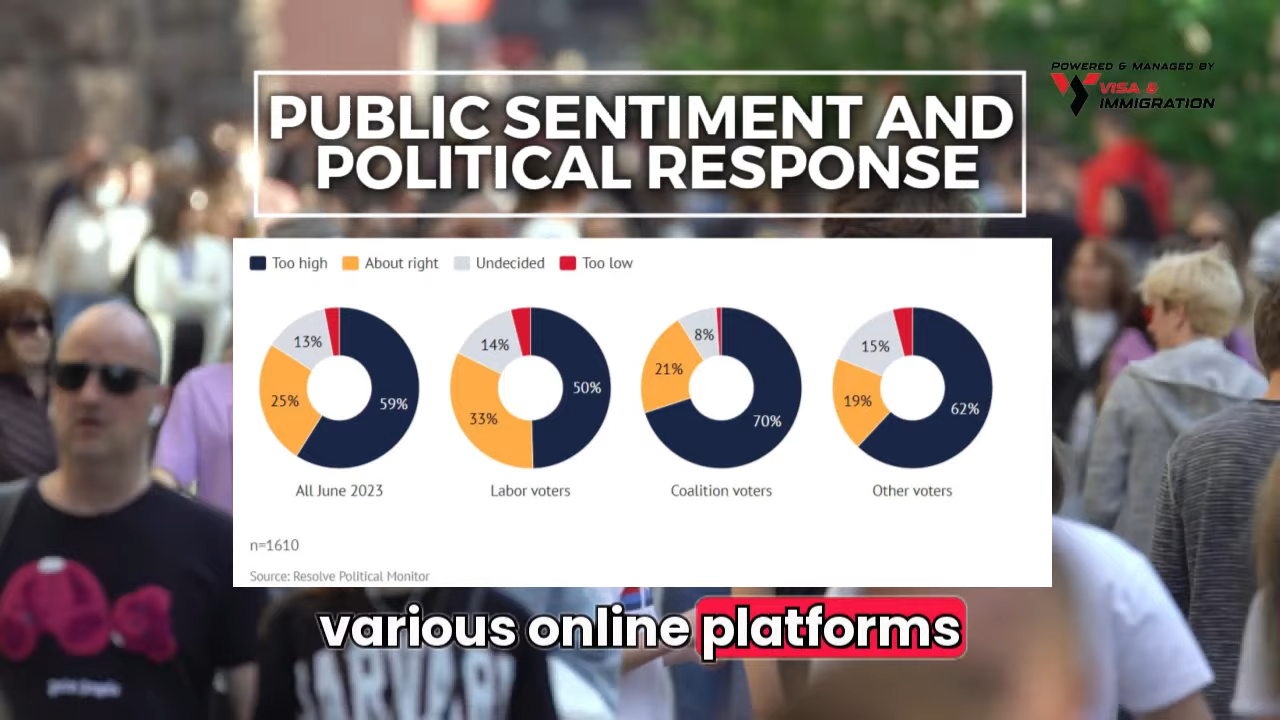 POWERED & MANAGED BY
VISA &
IMMIGRATION
PUBLIC SENTIMENT AND
POLITICAL RESPONSE
Too high About right Undecided Too low
13% 25% 59%
14% 33% 50%
8% 21% 70%
15% 19% 62%
All June 2023 Labor voters Coalition voters Other voters
n=1610
Source: Resolve Political Monitor
various online platforms